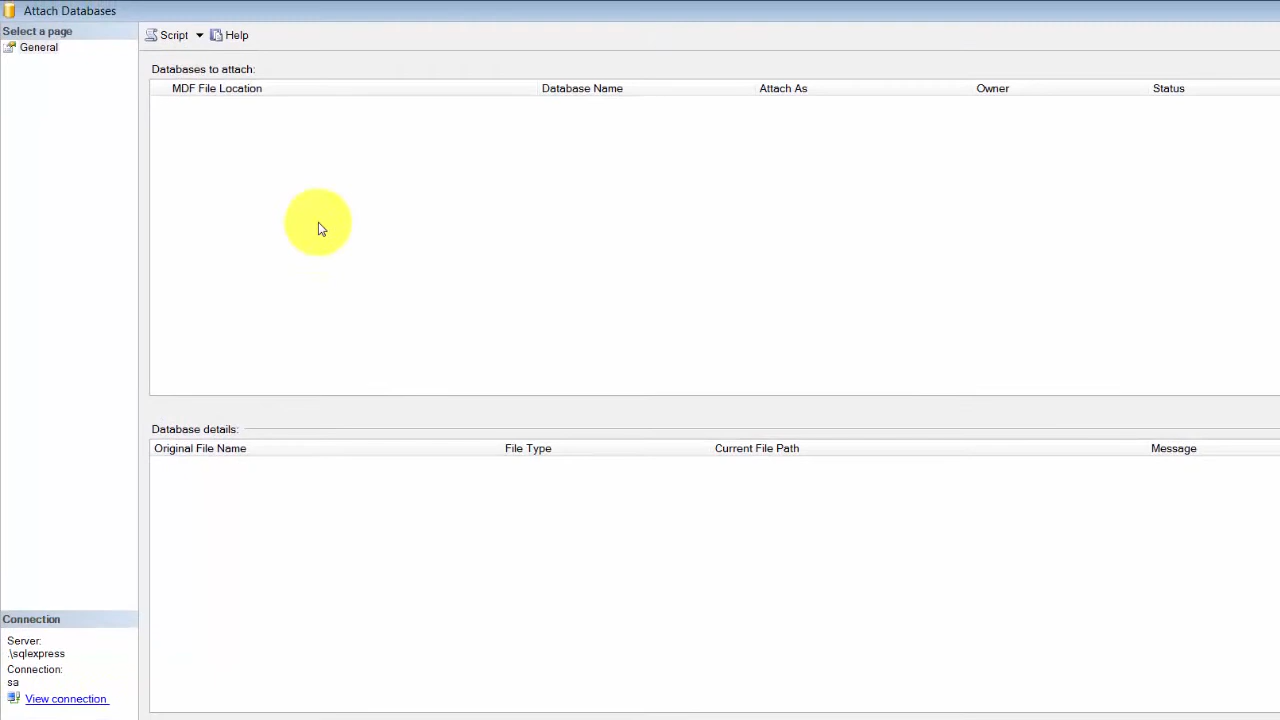 Attach Databases
Select a page
General
Script
Help
Databases to attach:
MDF File Location Database Name Attach As Owner Status
Database details:
Original File Name File Type Current File Path Message
Connection
Server:
.\sqlexpress
Connection:
sa
View connection